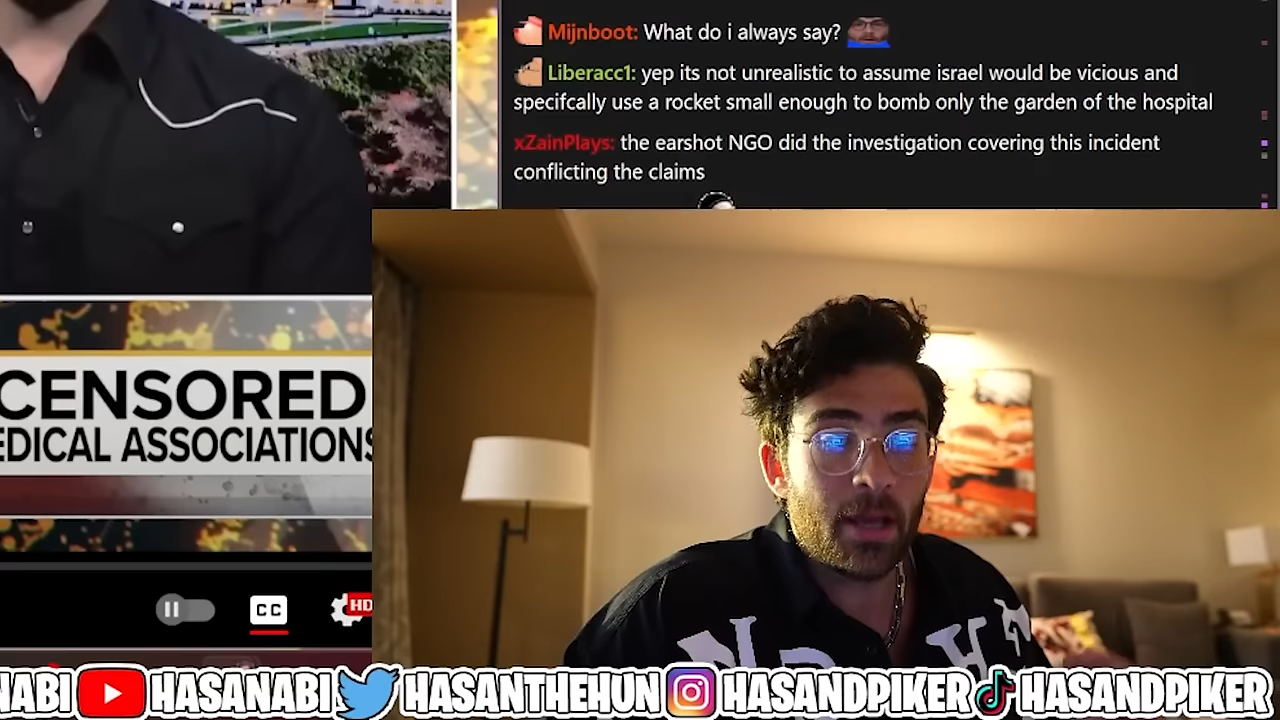 Mijnboot: What do i always say?
Liberacc1: yep its not unrealistic to assume israel would be vicious and
specifcally use a rocket small enough to bomb only the garden of the hospital
xZainPlays: the earshot NGO did the investigation covering this incident
conflicting the claims
CENSORED
EDICAL ASSOCIATIONS
CC
HD
NABI HASANABI HASANTHEHUN HASANDPIKER HASANDPIKER